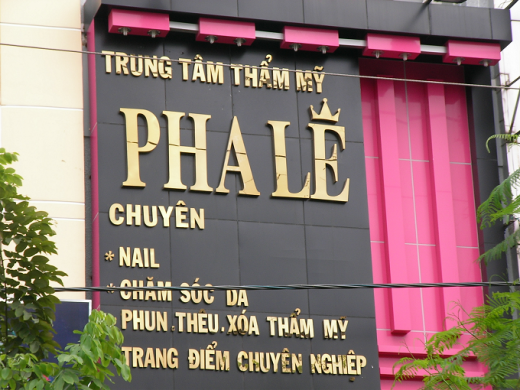 TRUNG TÂM THẨM MỸ
PHA LÊ
CHUYÊN
* NAIL
* CHĂM SÓC DA
PHUN.THÊU.XÓA THẨM MỸ
TRANG ĐIỂM CHUYÊN NGHIỆP